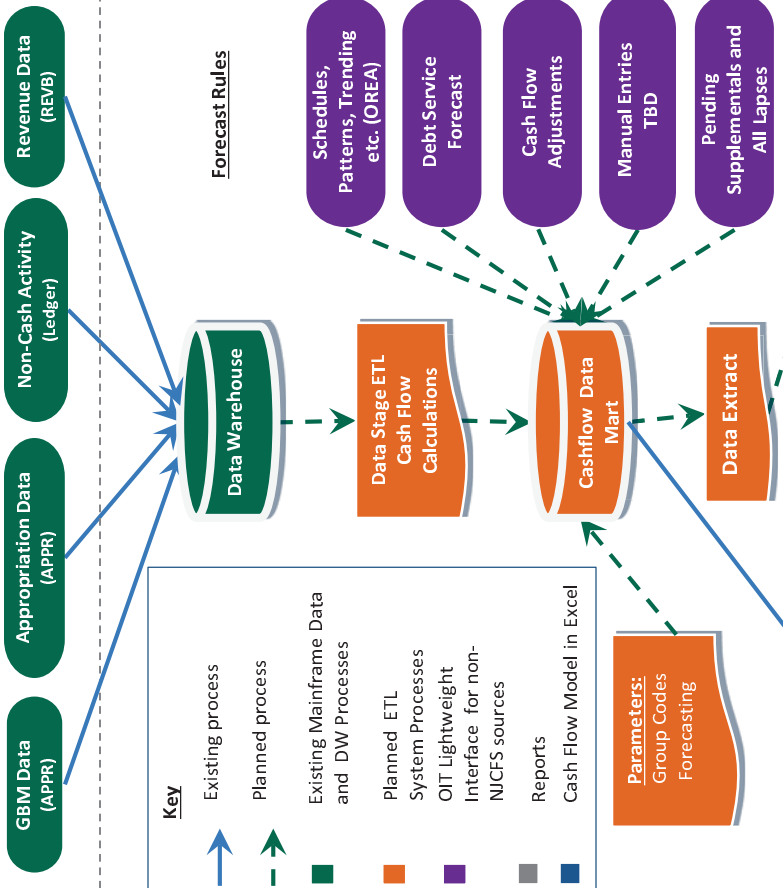 GBM Data
(APPR)
Appropriation Data
(APPR)
Non-Cash Activity
(Ledger)
Revenue Data
(REVB)
Data Warehouse
Forecast Rules
Data Stage ETL
Cash Flow
Calculations
Schedules,
Patterns, Trending
etc. (OREA)
Debt Service
Forecast
Cash Flow
Adjustments
Manual Entries
TBD
Pending
Supplementals and
All Lapses
Cashflow Data
Mart
Data Extract
Parameters:
Group Codes
Forecasting
Key
Existing process
Planned process
Existing Mainframe Data
and DW Processes
Planned ETL
System Processes
OIT Lightweight
Interface for non-
NJCFS sources
Reports
Cash Flow Model in Excel